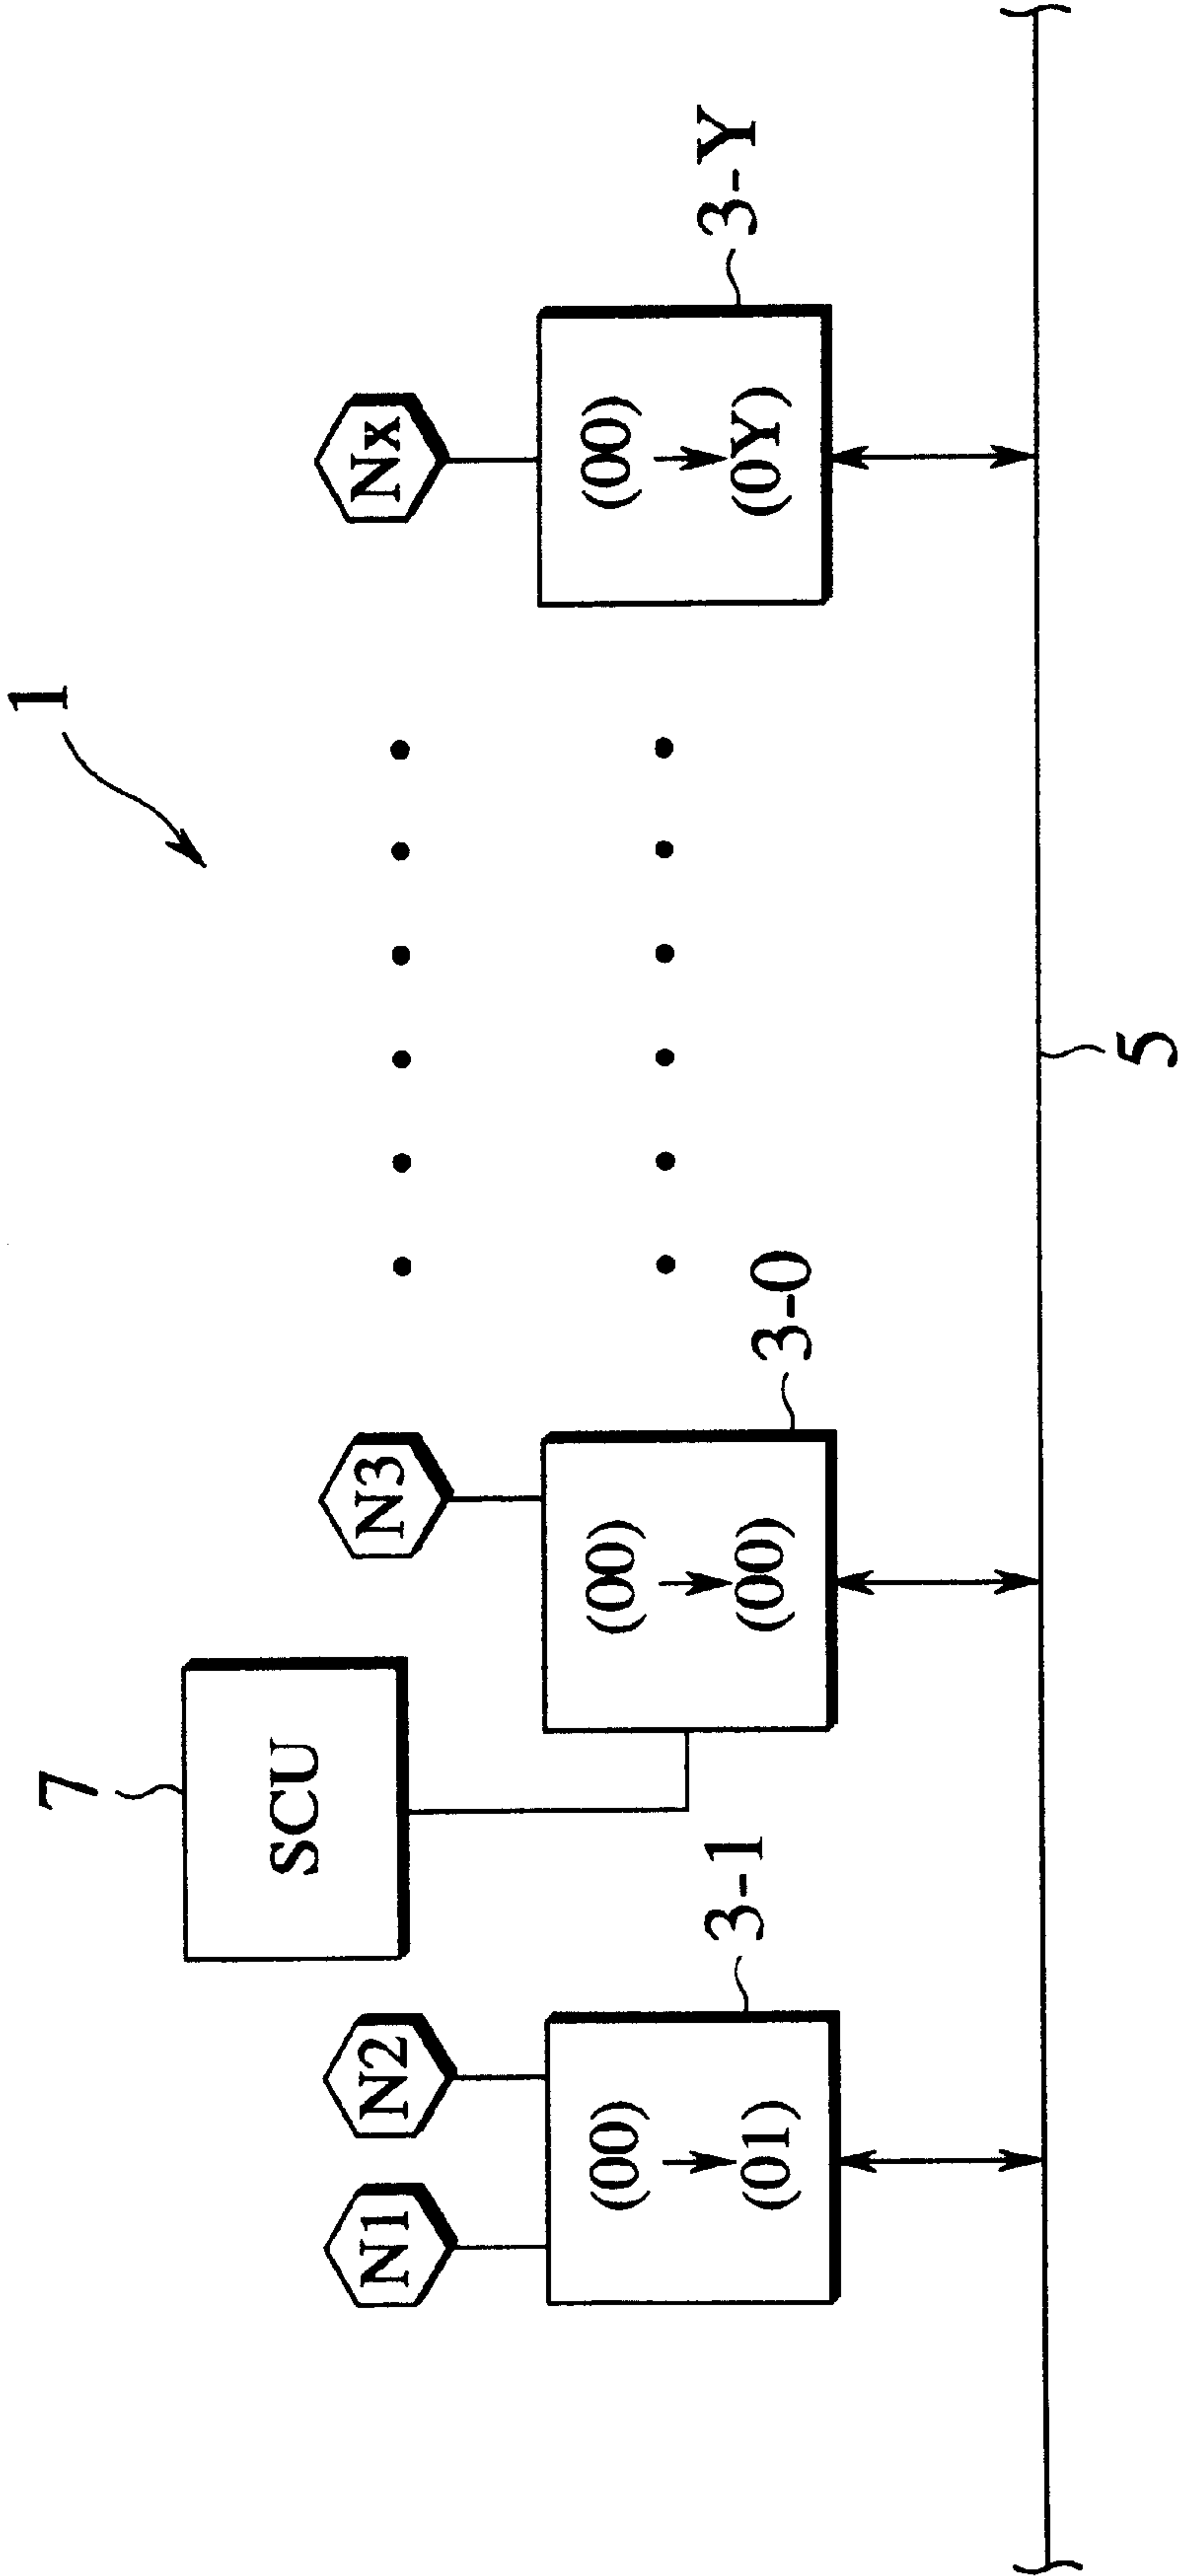 1
7
SCU
N1
N2
N3
Nx
3-1
3-0
3-Y
(00)
(01)
(00)
(00)
(00)
(0Y)
5